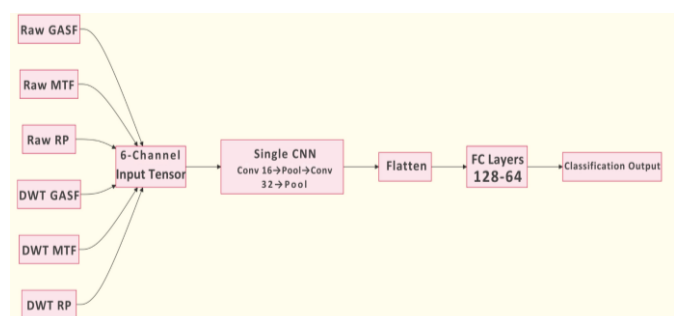 Raw GASF
Raw MTF
Raw RP
DWT GASF
DWT MTF
DWT RP
6-Channel
Input Tensor
Single CNN
Conv 16→Pool→Conv
32→Pool
Flatten
FC Layers
128-64
Classification Output